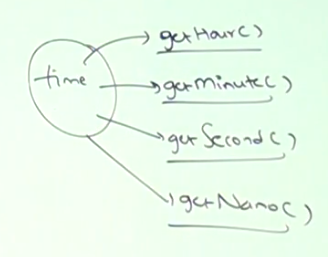 time
getHour()
getMinute()
getSecond()
getNano()